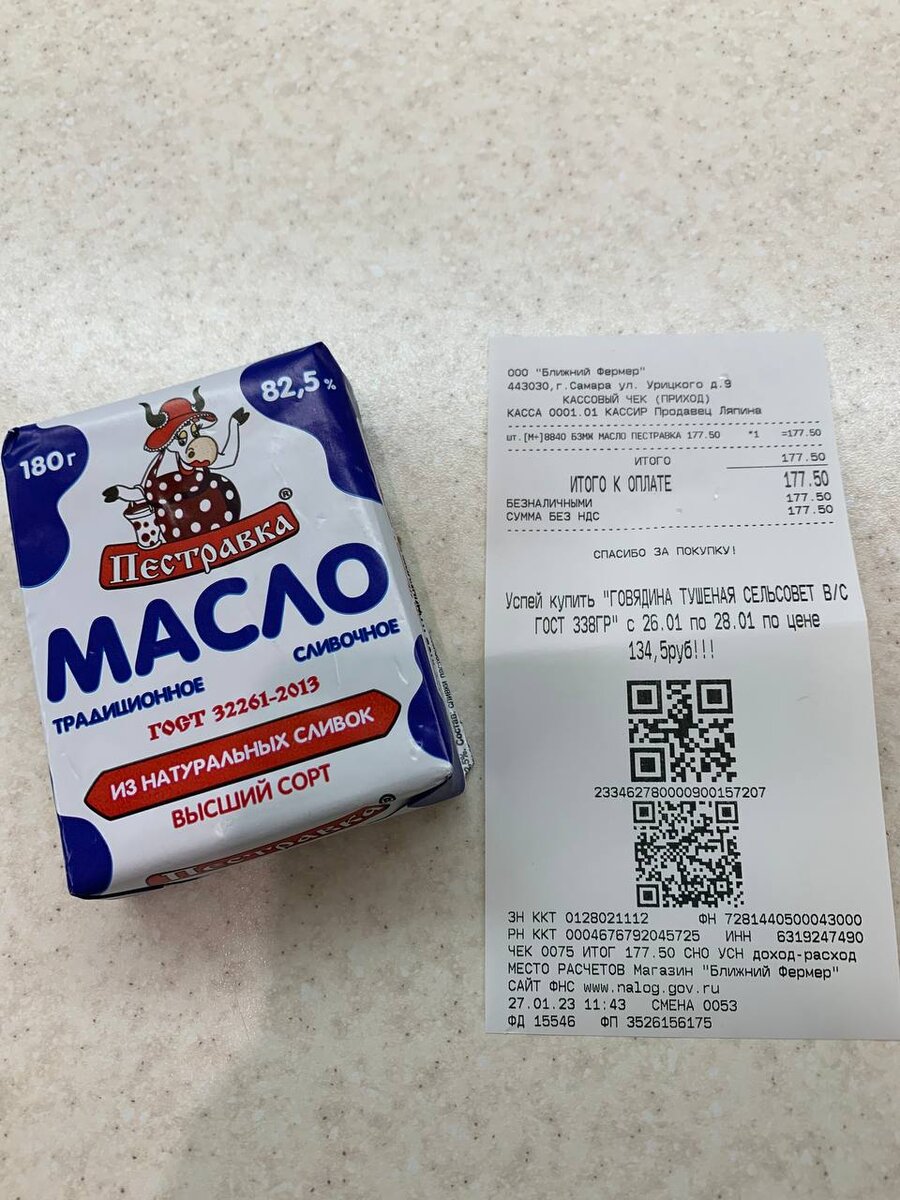 82,5%
180г
Пестравка®
МАСЛО
СЛИВОЧНОЕ
ТРАДИЦИОННОЕ
ГОСТ 32261-2013
ИЗ НАТУРАЛЬНЫХ СЛИВОК
ВЫСШИЙ СОРТ
Пестравка®
ООО "Ближний Фермер"
443030,г.Самара ул. Урицкого д.9
КАССОВЫЙ ЧЕК (ПРИХОД)
КАССА 0001.01 КАССИР Продавец Ляпина
шт.[М+]8840 БЗМЖ МАСЛО ПЕСТРАВКА 177.50 *1 =177.50
ИТОГО 177.50
ИТОГО К ОПЛАТЕ 177.50
БЕЗНАЛИЧНЫМИ 177.50
СУММА БЕЗ НДС 177.50
СПАСИБО ЗА ПОКУПКУ!
Успей купить "ГОВЯДИНА ТУШЕНАЯ СЕЛЬСОВЕТ В/С
ГОСТ 338ГР" с 26.01 по 28.01 по цене
134,5руб!!!
233462780000900157207
ЗН ККТ 0128021112 ФН 7281440500043000
РН ККТ 0004676792045725 ИНН 6319247490
ЧЕК 0075 ИТОГ 177.50 СНО УСН доход-расход
МЕСТО РАСЧЕТОВ Магазин "Ближний Фермер"
САЙТ ФНС www.nalog.gov.ru
27.01.23 11:43 СМЕНА 0053
ФД 15546 ФП 3526156175